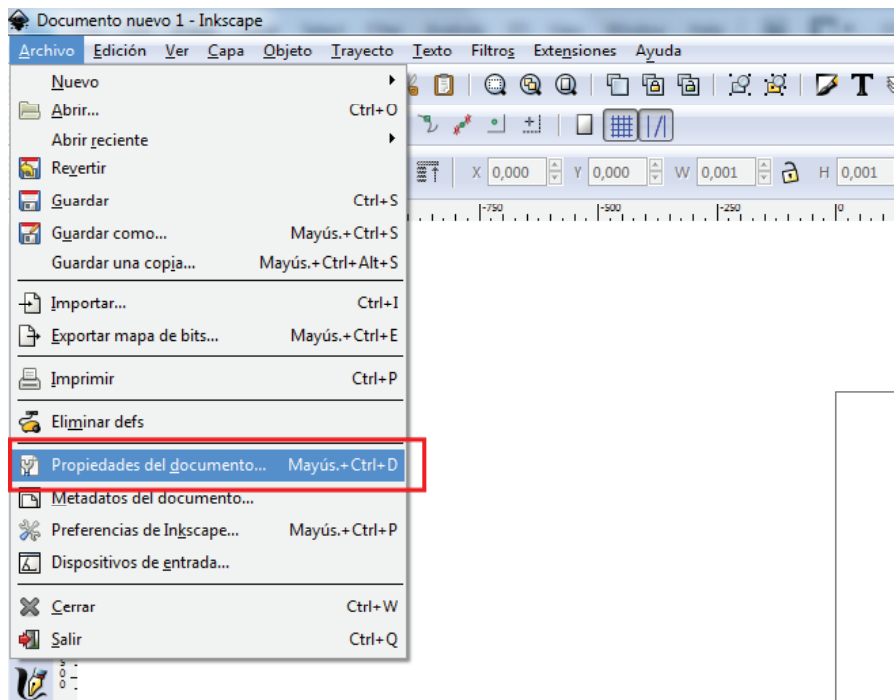 Documento nuevo 1 - Inkscape
Archivo Edición Ver Capa Objeto Trayecto Texto Filtros Extensiones Ayuda
Nuevo
Abrir... Ctrl+O
Abrir reciente
Revertir
Guardar Ctrl+S
Guardar como... Mayús.+Ctrl+S
Guardar una copia... Mayús.+Ctrl+Alt+S
Importar... Ctrl+I
Exportar mapa de bits... Mayús.+Ctrl+E
Imprimir Ctrl+P
Eliminar defs
Propiedades del documento... Mayús.+Ctrl+D
Metadatos del documento...
Preferencias de Inkscape... Mayús.+Ctrl+P
Dispositivos de entrada...
Cerrar Ctrl+W
Salir Ctrl+Q
X 0,000 Y 0,000 W 0,001 H 0,001
-750 -500 -250 0